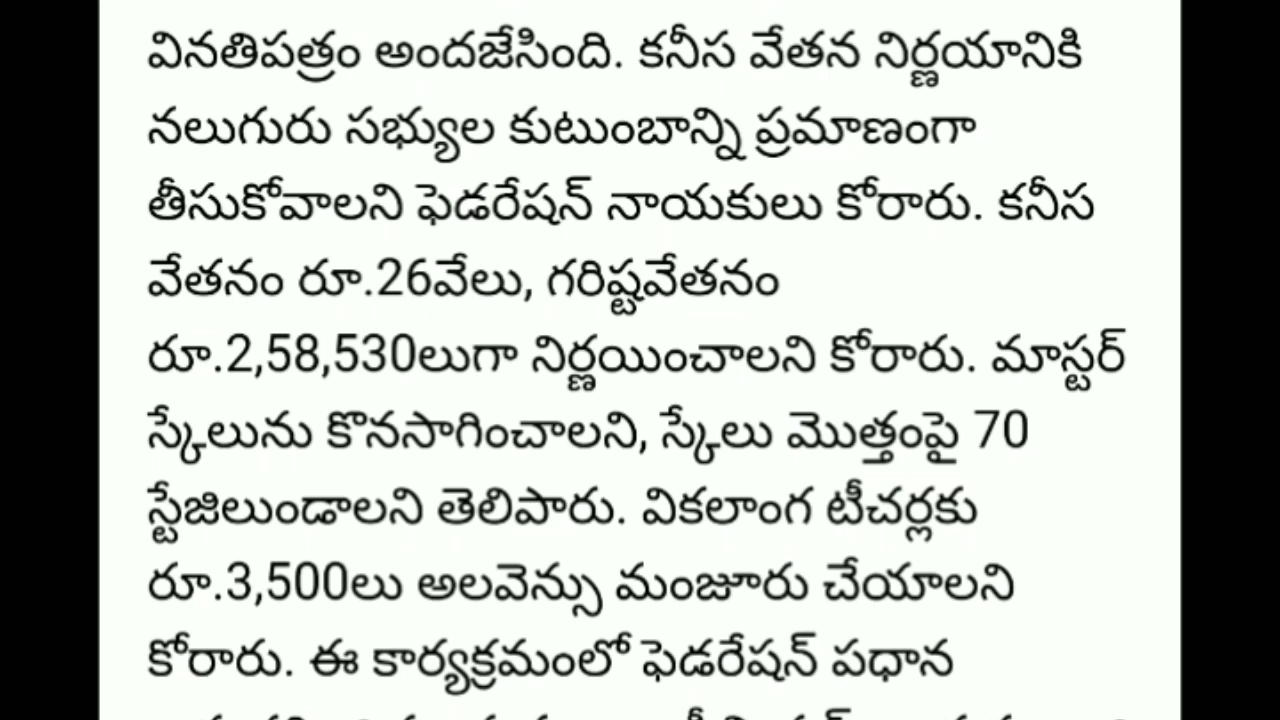 వినతిపత్రం అందజేసింది. కనీస వేతన నిర్ణయానికి
నలుగురు సభ్యుల కుటుంబాన్ని ప్రమాణంగా
తీసుకోవాలని ఫెడరేషన్ నాయకులు కోరారు. కనీస
వేతనం రూ.26వేలు, గరిష్టవేతనం
రూ.2,58,530లుగా నిర్ణయించాలని కోరారు. మాస్టర్
స్కేలును కొనసాగించాలని, స్కేలు మొత్తంపై 70
స్టేజిలుండాలని తెలిపారు. వికలాంగ టీచర్లకు
రూ.3,500లు అలవెన్సు మంజూరు చేయాలని
కోరారు. ఈ కార్యక్రమంలో ఫెడరేషన్ పధాన